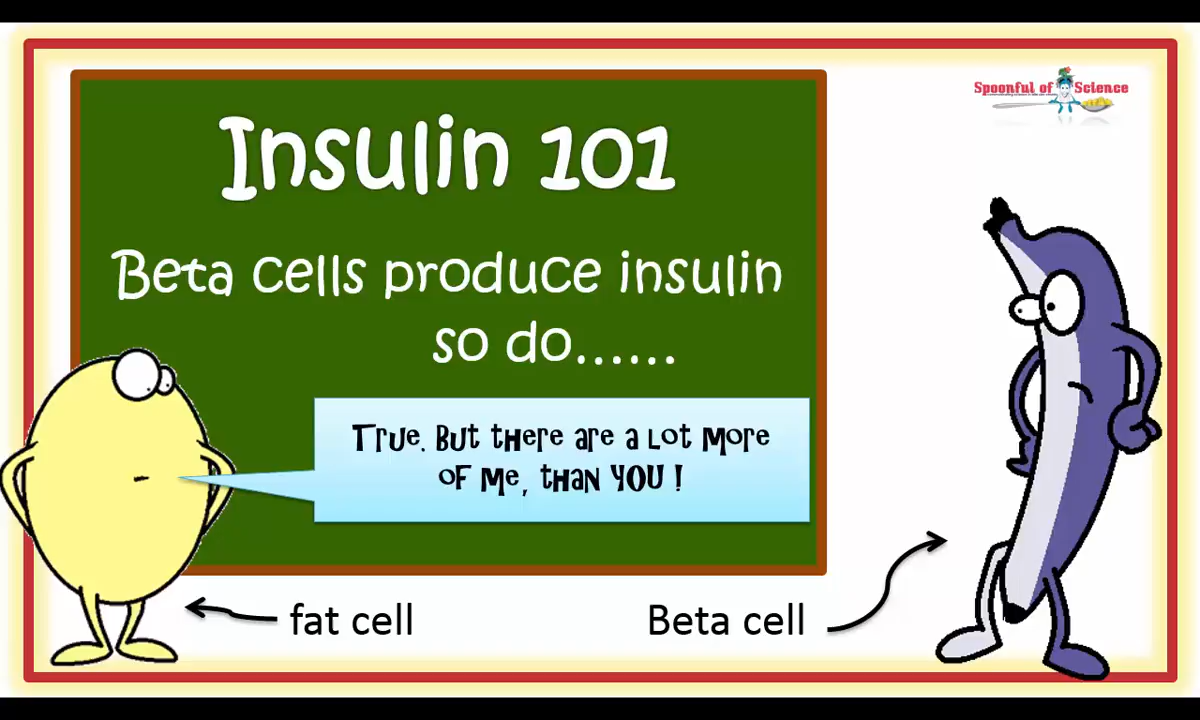 Spoonful of Science
Insulin 101
Beta cells produce insulin
so do......
True. But there are a lot more
of me, than YOU !
fat cell
Beta cell